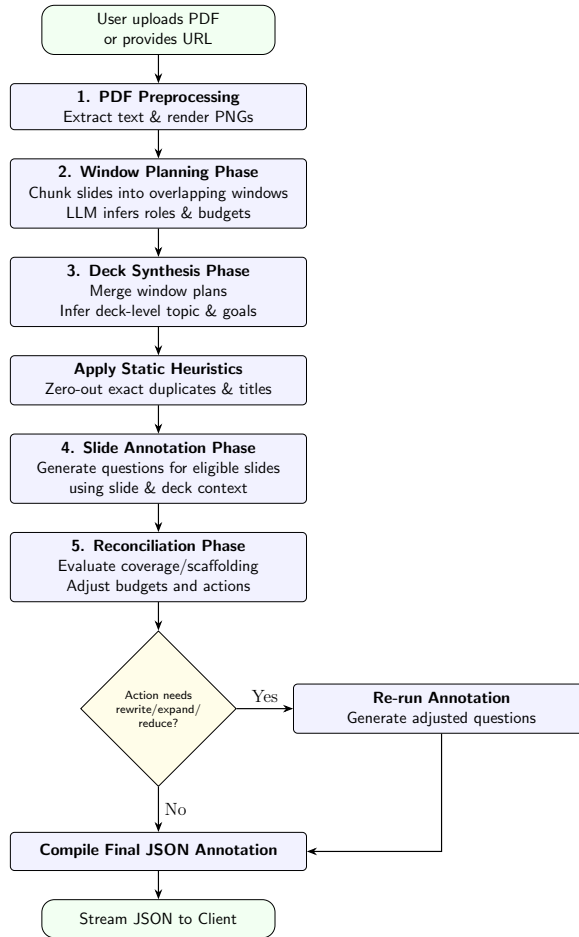 User uploads PDF
or provides URL
1. PDF Preprocessing
Extract text & render PNGs
2. Window Planning Phase
Chunk slides into overlapping windows
LLM infers roles & budgets
3. Deck Synthesis Phase
Merge window plans
Infer deck-level topic & goals
Apply Static Heuristics
Zero-out exact duplicates & titles
4. Slide Annotation Phase
Generate questions for eligible slides
using slide & deck context
5. Reconciliation Phase
Evaluate coverage/scaffolding
Adjust budgets and actions
Action needs
rewrite/expand/
reduce?
Yes
Re-run Annotation
Generate adjusted questions
No
Compile Final JSON Annotation
Stream JSON to Client